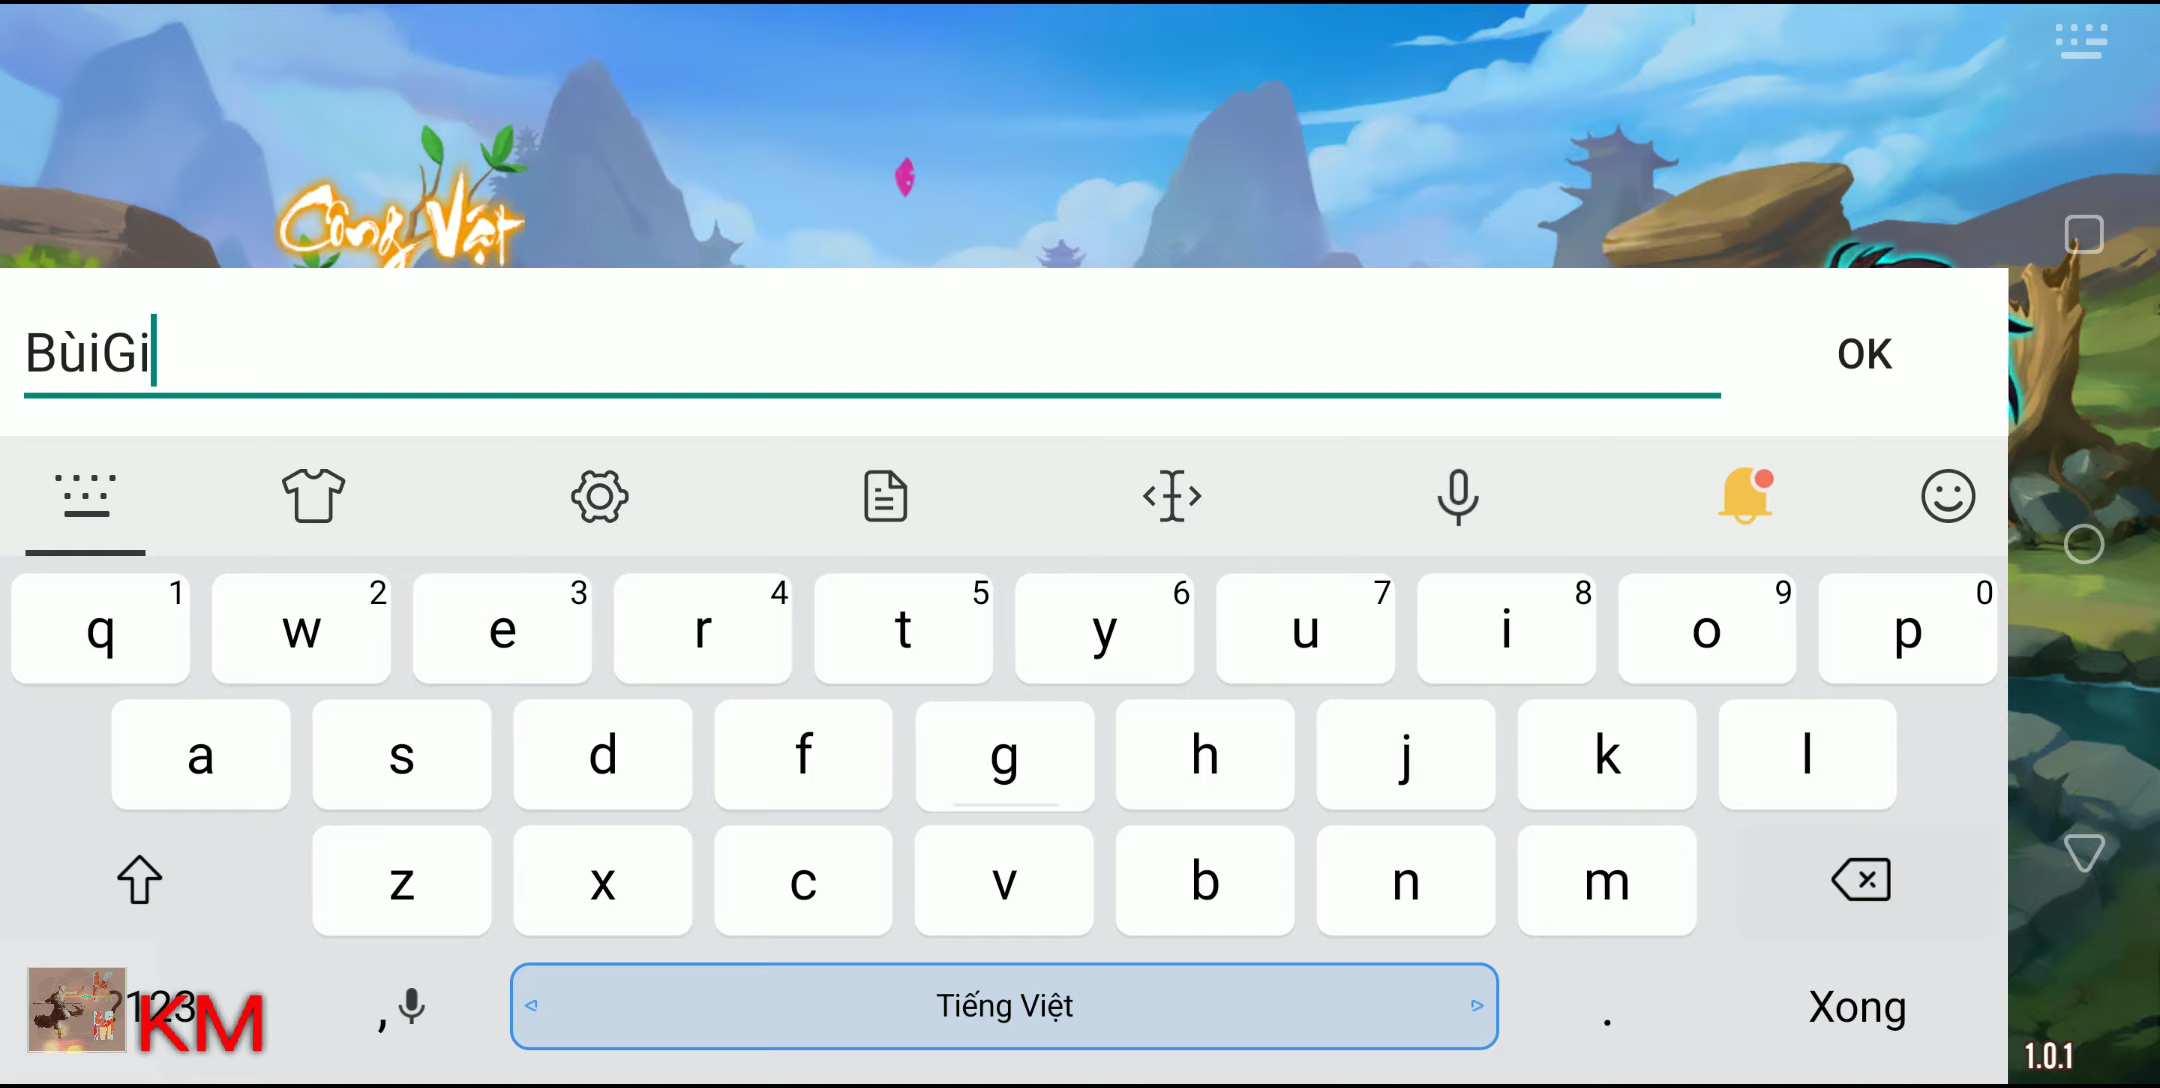 Công Vật
BùiGi
OK
1 2 3 4 5 6 7 8 9 0
q w e r t y u i o p
a s d f g h j k l
z x c v b n m
?123
KM
,
Tiếng Việt
.
Xong
1.0.1